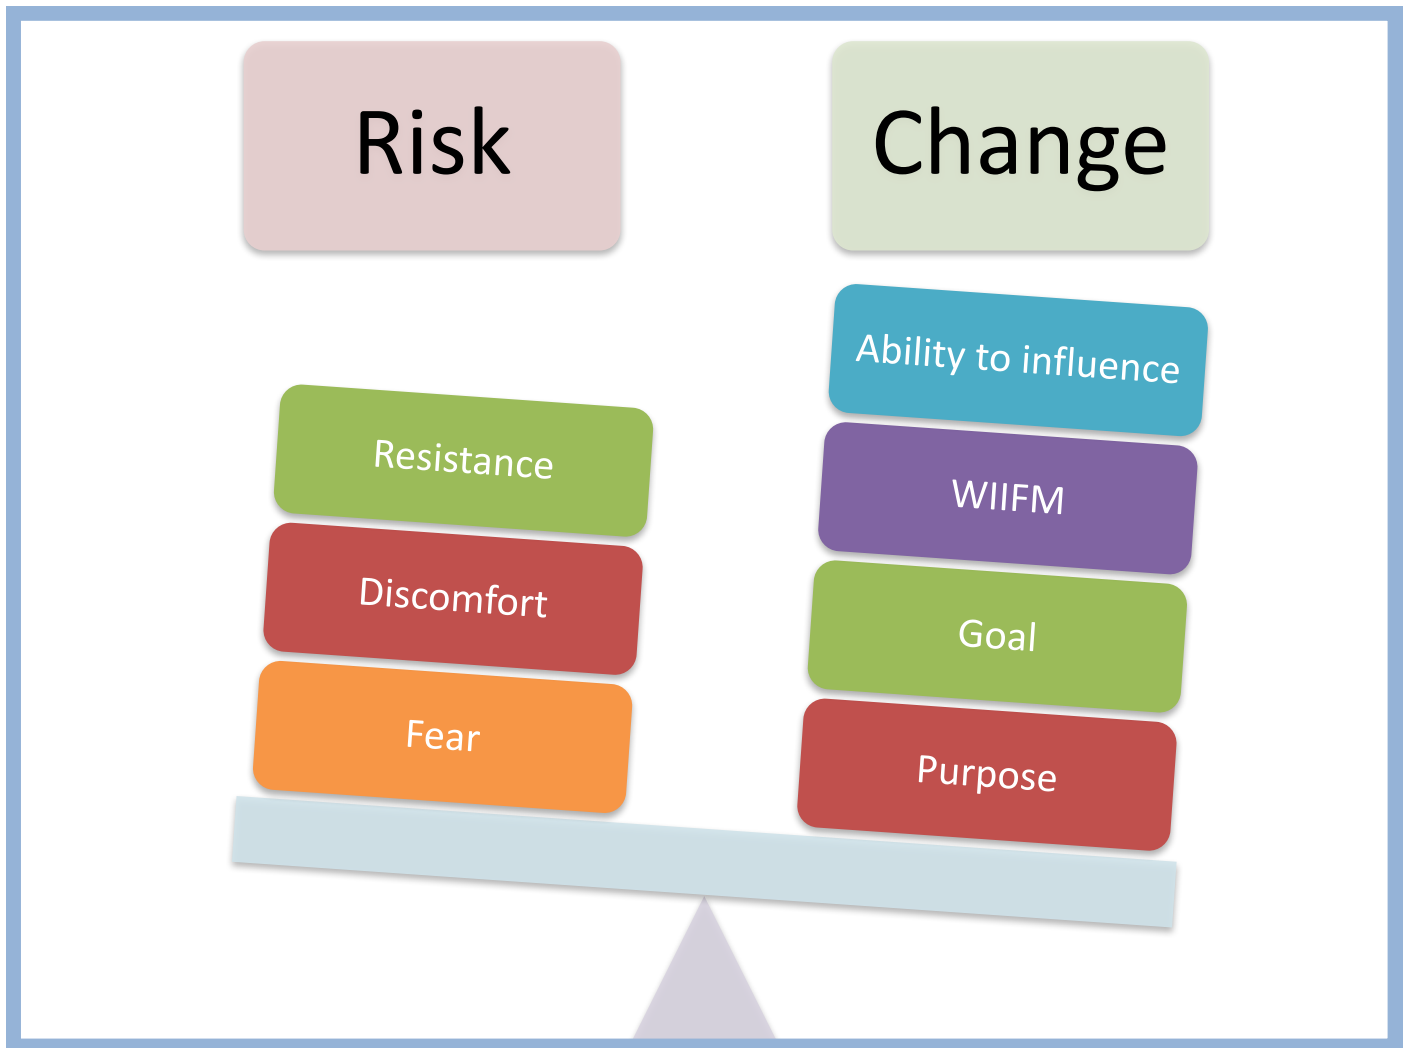 Risk
Change
Resistance
Discomfort
Fear
Ability to influence
WIIFM
Goal
Purpose